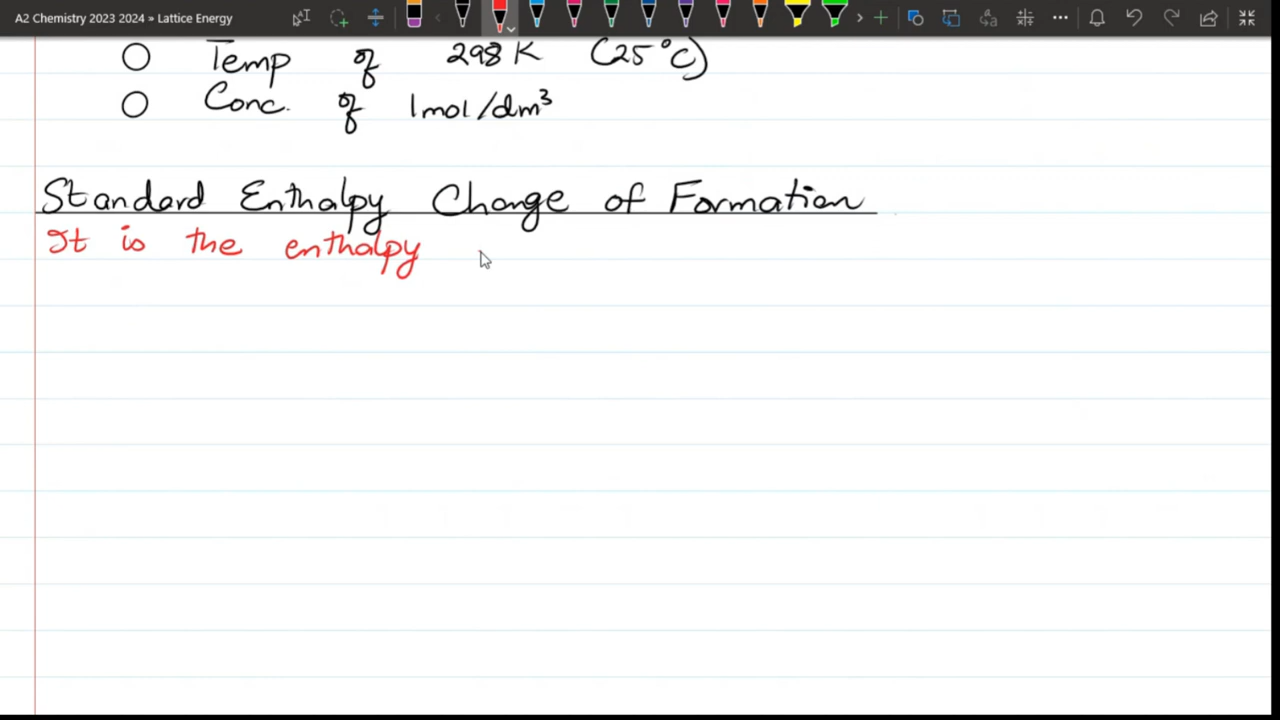 A2 Chemistry 2023 2024 » Lattice Energy
○ Temp of 298 K (25°C)
○ Conc. of 1mol/dm³
Standard Enthalpy Change of Formation
It is the enthalpy